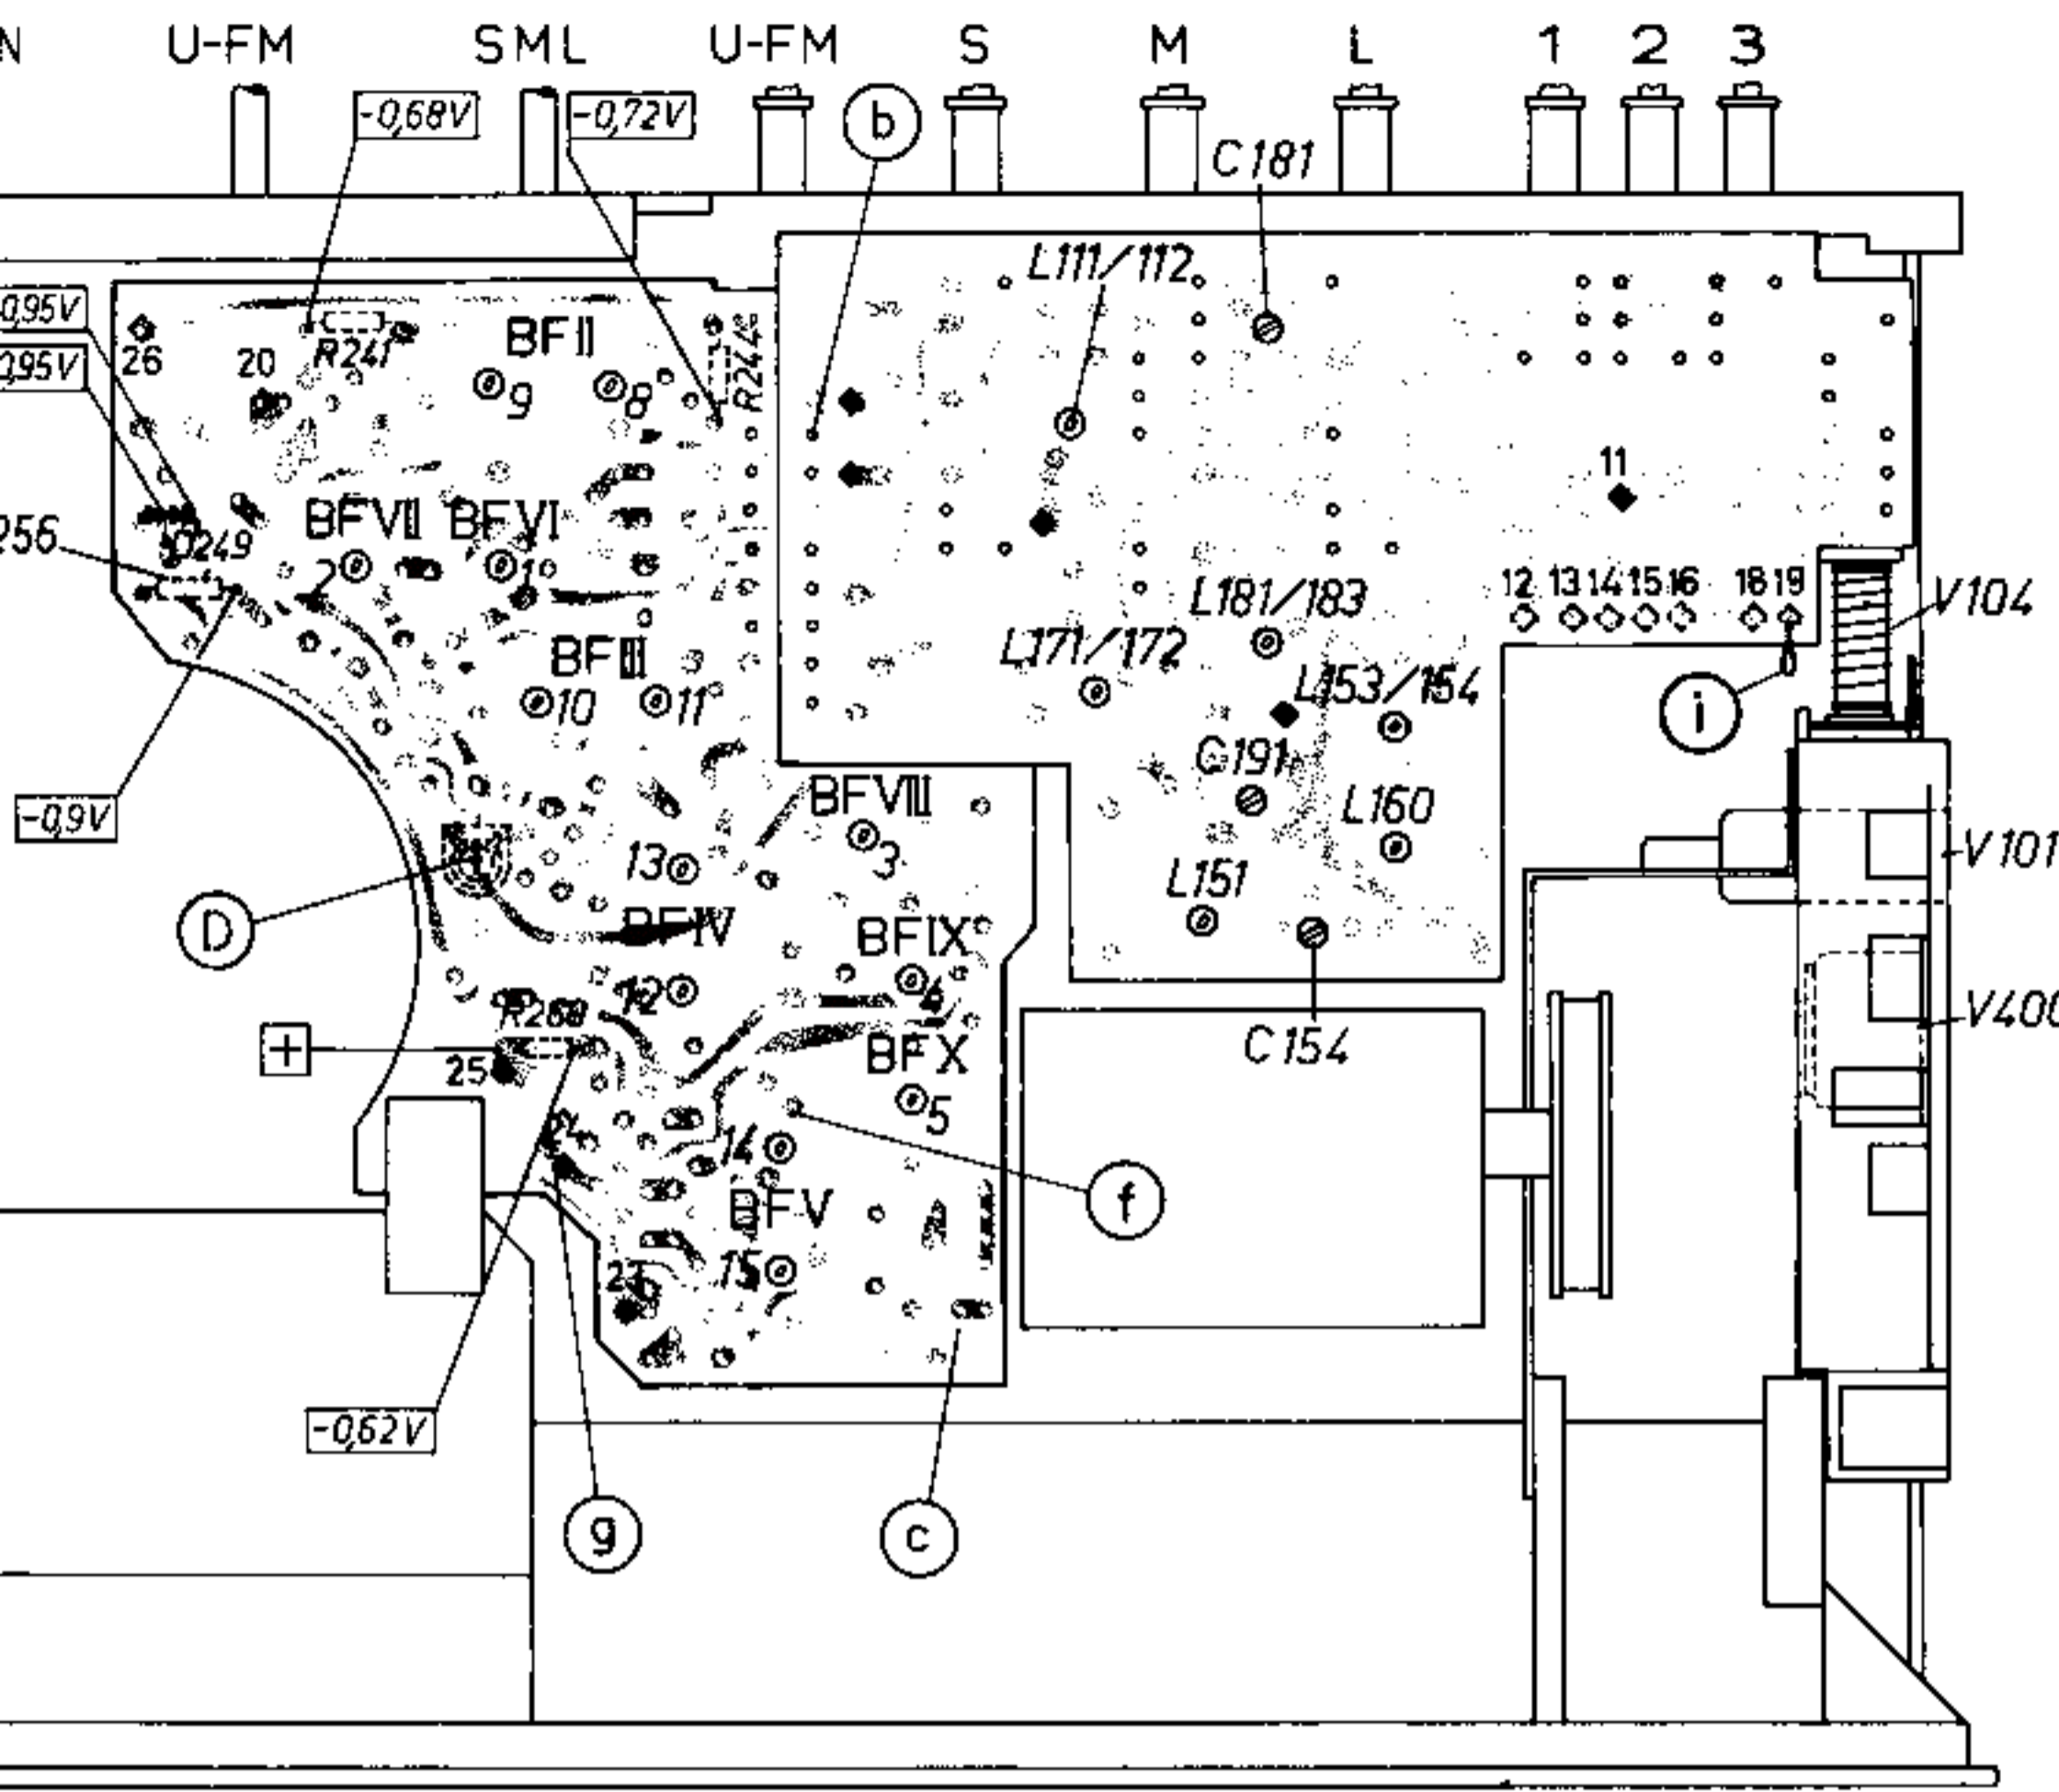 N U-FM SML U-FM S M L 1 2 3
-0,68V -0,72V b
C181
L111/112
0,95V
0,95V
26 20 R241 BFII R244
9 8
11
256 BFVII BFVI
2 1
12 13 14 15 16 18 19
V104
L181/183
L171/172
BFIII
10 11
L153/154
i
C191
-0,9V
BFVIII
L160
13 3
V101
L151
D
BFIV BFIX
12
V400
R268
C154
BFX
+
25
5
14
f
BFV
15
-0,62V
g c